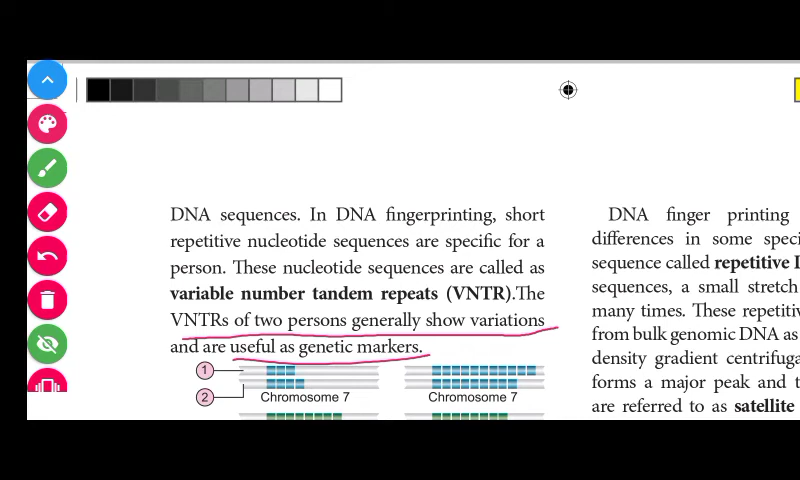 DNA sequences. In DNA fingerprinting, short
repetitive nucleotide sequences are specific for a
person. These nucleotide sequences are called as
variable number tandem repeats (VNTR).The
VNTRs of two persons generally show variations
and are useful as genetic markers.
1
2
Chromosome 7
Chromosome 7
DNA finger printing
differences in some speci
sequence called repetitive D
sequences, a small stretch
many times. These repetitiv
from bulk genomic DNA as
density gradient centrifuga
forms a major peak and t
are referred to as satellite